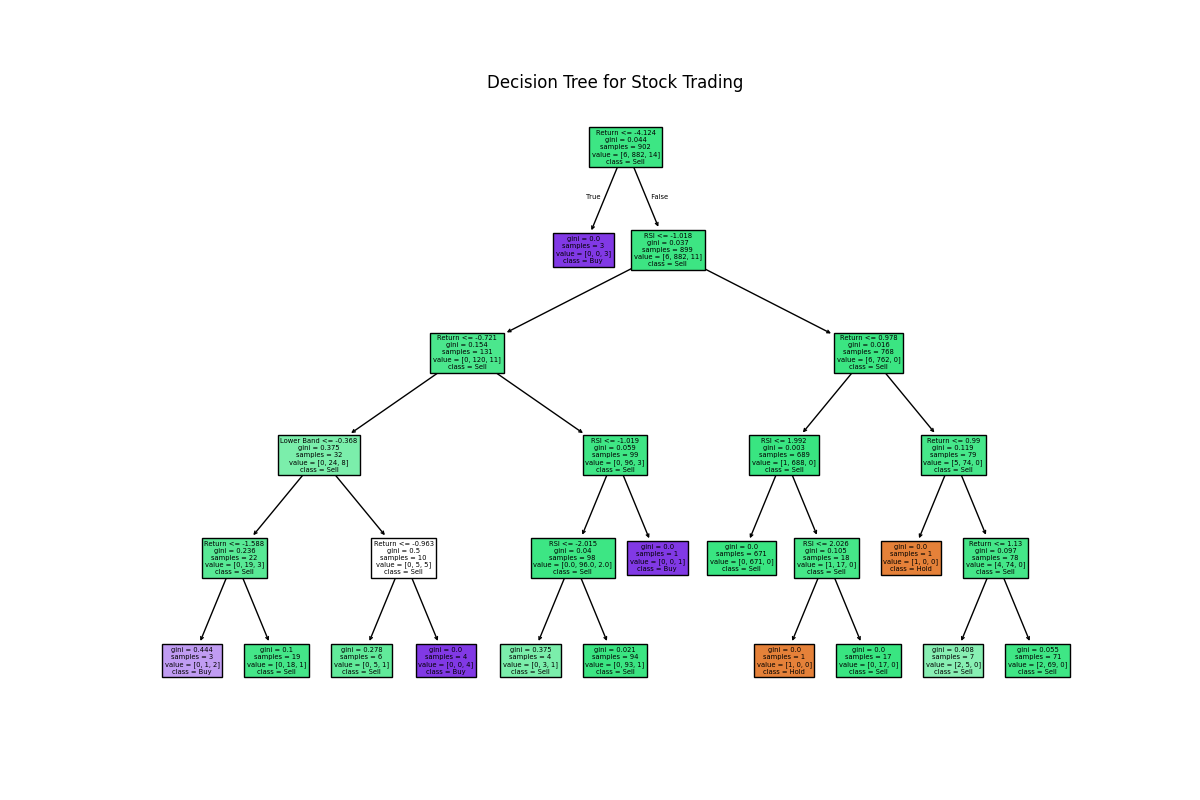 Decision Tree for Stock Trading
Return <= -4.124
gini = 0.044
samples = 902
value = [6, 882, 14]
class = Sell
True
False
gini = 0.0
samples = 3
value = [0, 0, 3]
class = Buy
RSI <= -1.018
gini = 0.037
samples = 899
value = [6, 882, 11]
class = Sell
Return <= -0.721
gini = 0.154
samples = 131
value = [0, 120, 11]
class = Sell
Return <= 0.978
gini = 0.016
samples = 768
value = [6, 762, 0]
class = Sell
Lower Band <= -0.368
gini = 0.375
samples = 32
value = [0, 24, 8]
class = Sell
RSI <= -1.019
gini = 0.059
samples = 99
value = [0, 96, 3]
class = Sell
RSI <= 1.992
gini = 0.003
samples = 689
value = [1, 688, 0]
class = Sell
Return <= 0.99
gini = 0.119
samples = 79
value = [5, 74, 0]
class = Sell
Return <= -1.588
gini = 0.236
samples = 22
value = [0, 19, 3]
class = Sell
Return <= -0.963
gini = 0.5
samples = 10
value = [0, 5, 5]
class = Sell
RSI <= -2.015
gini = 0.04
samples = 98
value = [0.0, 96.0, 2.0]
class = Sell
gini = 0.0
samples = 1
value = [0, 0, 1]
class = Buy
gini = 0.0
samples = 671
value = [0, 671, 0]
class = Sell
RSI <= 2.026
gini = 0.105
samples = 18
value = [1, 17, 0]
class = Sell
gini = 0.0
samples = 1
value = [1, 0, 0]
class = Hold
Return <= 1.13
gini = 0.097
samples = 78
value = [4, 74, 0]
class = Sell
gini = 0.444
samples = 3
value = [0, 1, 2]
class = Buy
gini = 0.1
samples = 19
value = [0, 18, 1]
class = Sell
gini = 0.278
samples = 6
value = [0, 5, 1]
class = Sell
gini = 0.0
samples = 4
value = [0, 0, 4]
class = Buy
gini = 0.375
samples = 4
value = [0, 3, 1]
class = Sell
gini = 0.021
samples = 94
value = [0, 93, 1]
class = Sell
gini = 0.0
samples = 1
value = [1, 0, 0]
class = Hold
gini = 0.0
samples = 17
value = [0, 17, 0]
class = Sell
gini = 0.408
samples = 7
value = [2, 5, 0]
class = Sell
gini = 0.055
samples = 71
value = [2, 69, 0]
class = Sell